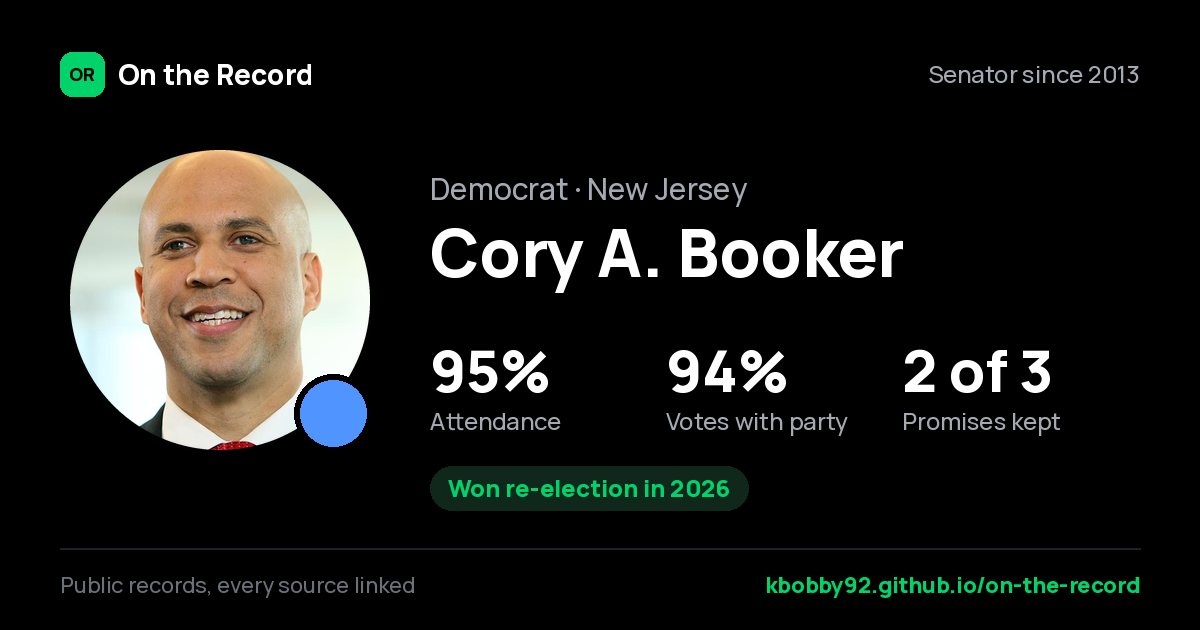 OR On the Record
Senator since 2013
Democrat · New Jersey
Cory A. Booker
95% 94% 2 of 3
Attendance Votes with party Promises kept
Won re-election in 2026
Public records, every source linked
kbobby92.github.io/on-the-record